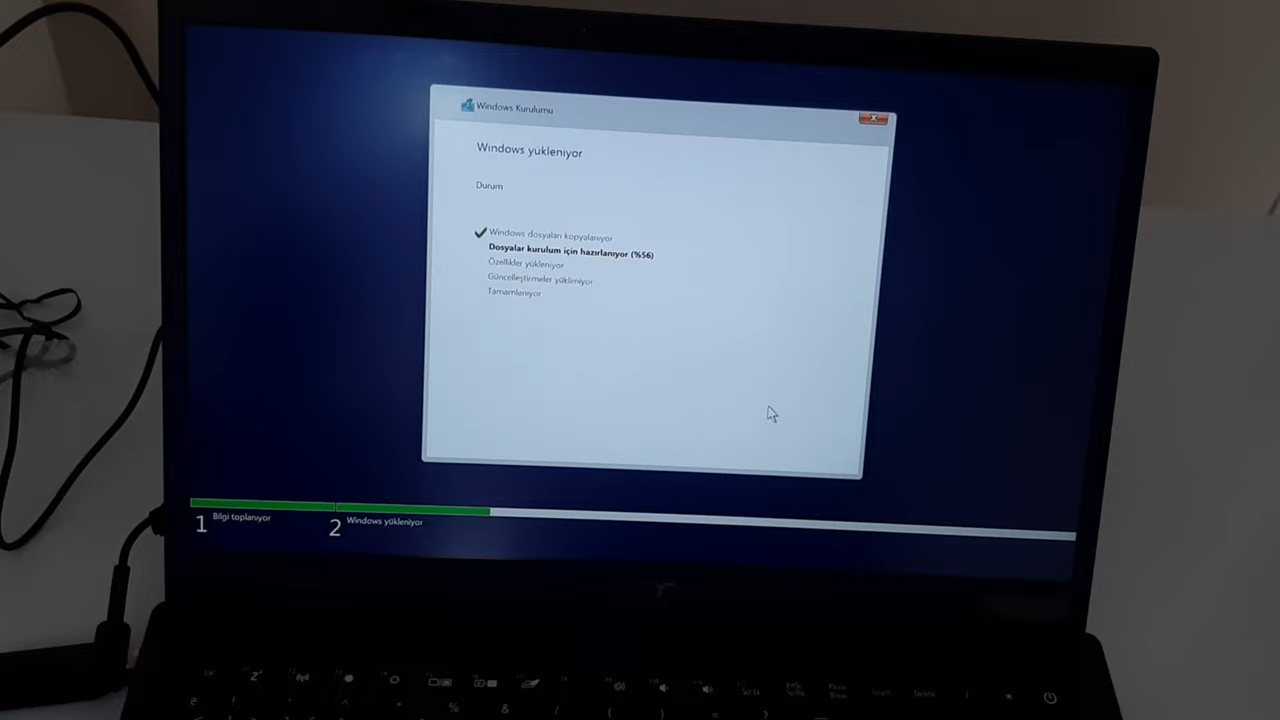 Windows Kurulumu
Windows yükleniyor
Durum
Windows dosyaları kopyalanıyor
Dosyalar kurulum için hazırlanıyor (%56)
Özellikler yükleniyor
Güncelleştirmeler yükleniyor
Tamamlanıyor
1 Bilgi toplanıyor
2 Windows yükleniyor